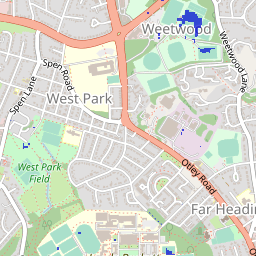 Weetwood
Weetwood Lane
Spen Road
Spen Lane
West Park
West Park
Field
Otley Road
Far Headin